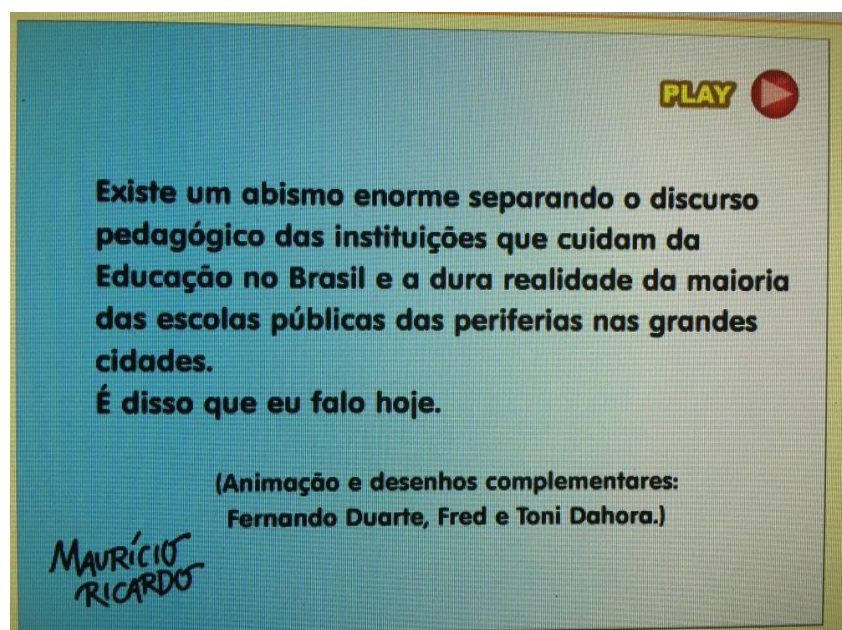 PLAY
Existe um abismo enorme separando o discurso
pedagógico das instituições que cuidam da
Educação no Brasil e a dura realidade da maioria
das escolas públicas das periferias nas grandes
cidades.
É disso que eu falo hoje.
(Animação e desenhos complementares:
Fernando Duarte, Fred e Toni Dahora.)
MAURÍCIO
RICARDO